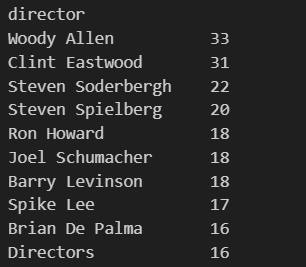 director
Woody Allen 33
Clint Eastwood 31
Steven Soderbergh 22
Steven Spielberg 20
Ron Howard 18
Joel Schumacher 18
Barry Levinson 18
Spike Lee 17
Brian De Palma 16
Directors 16